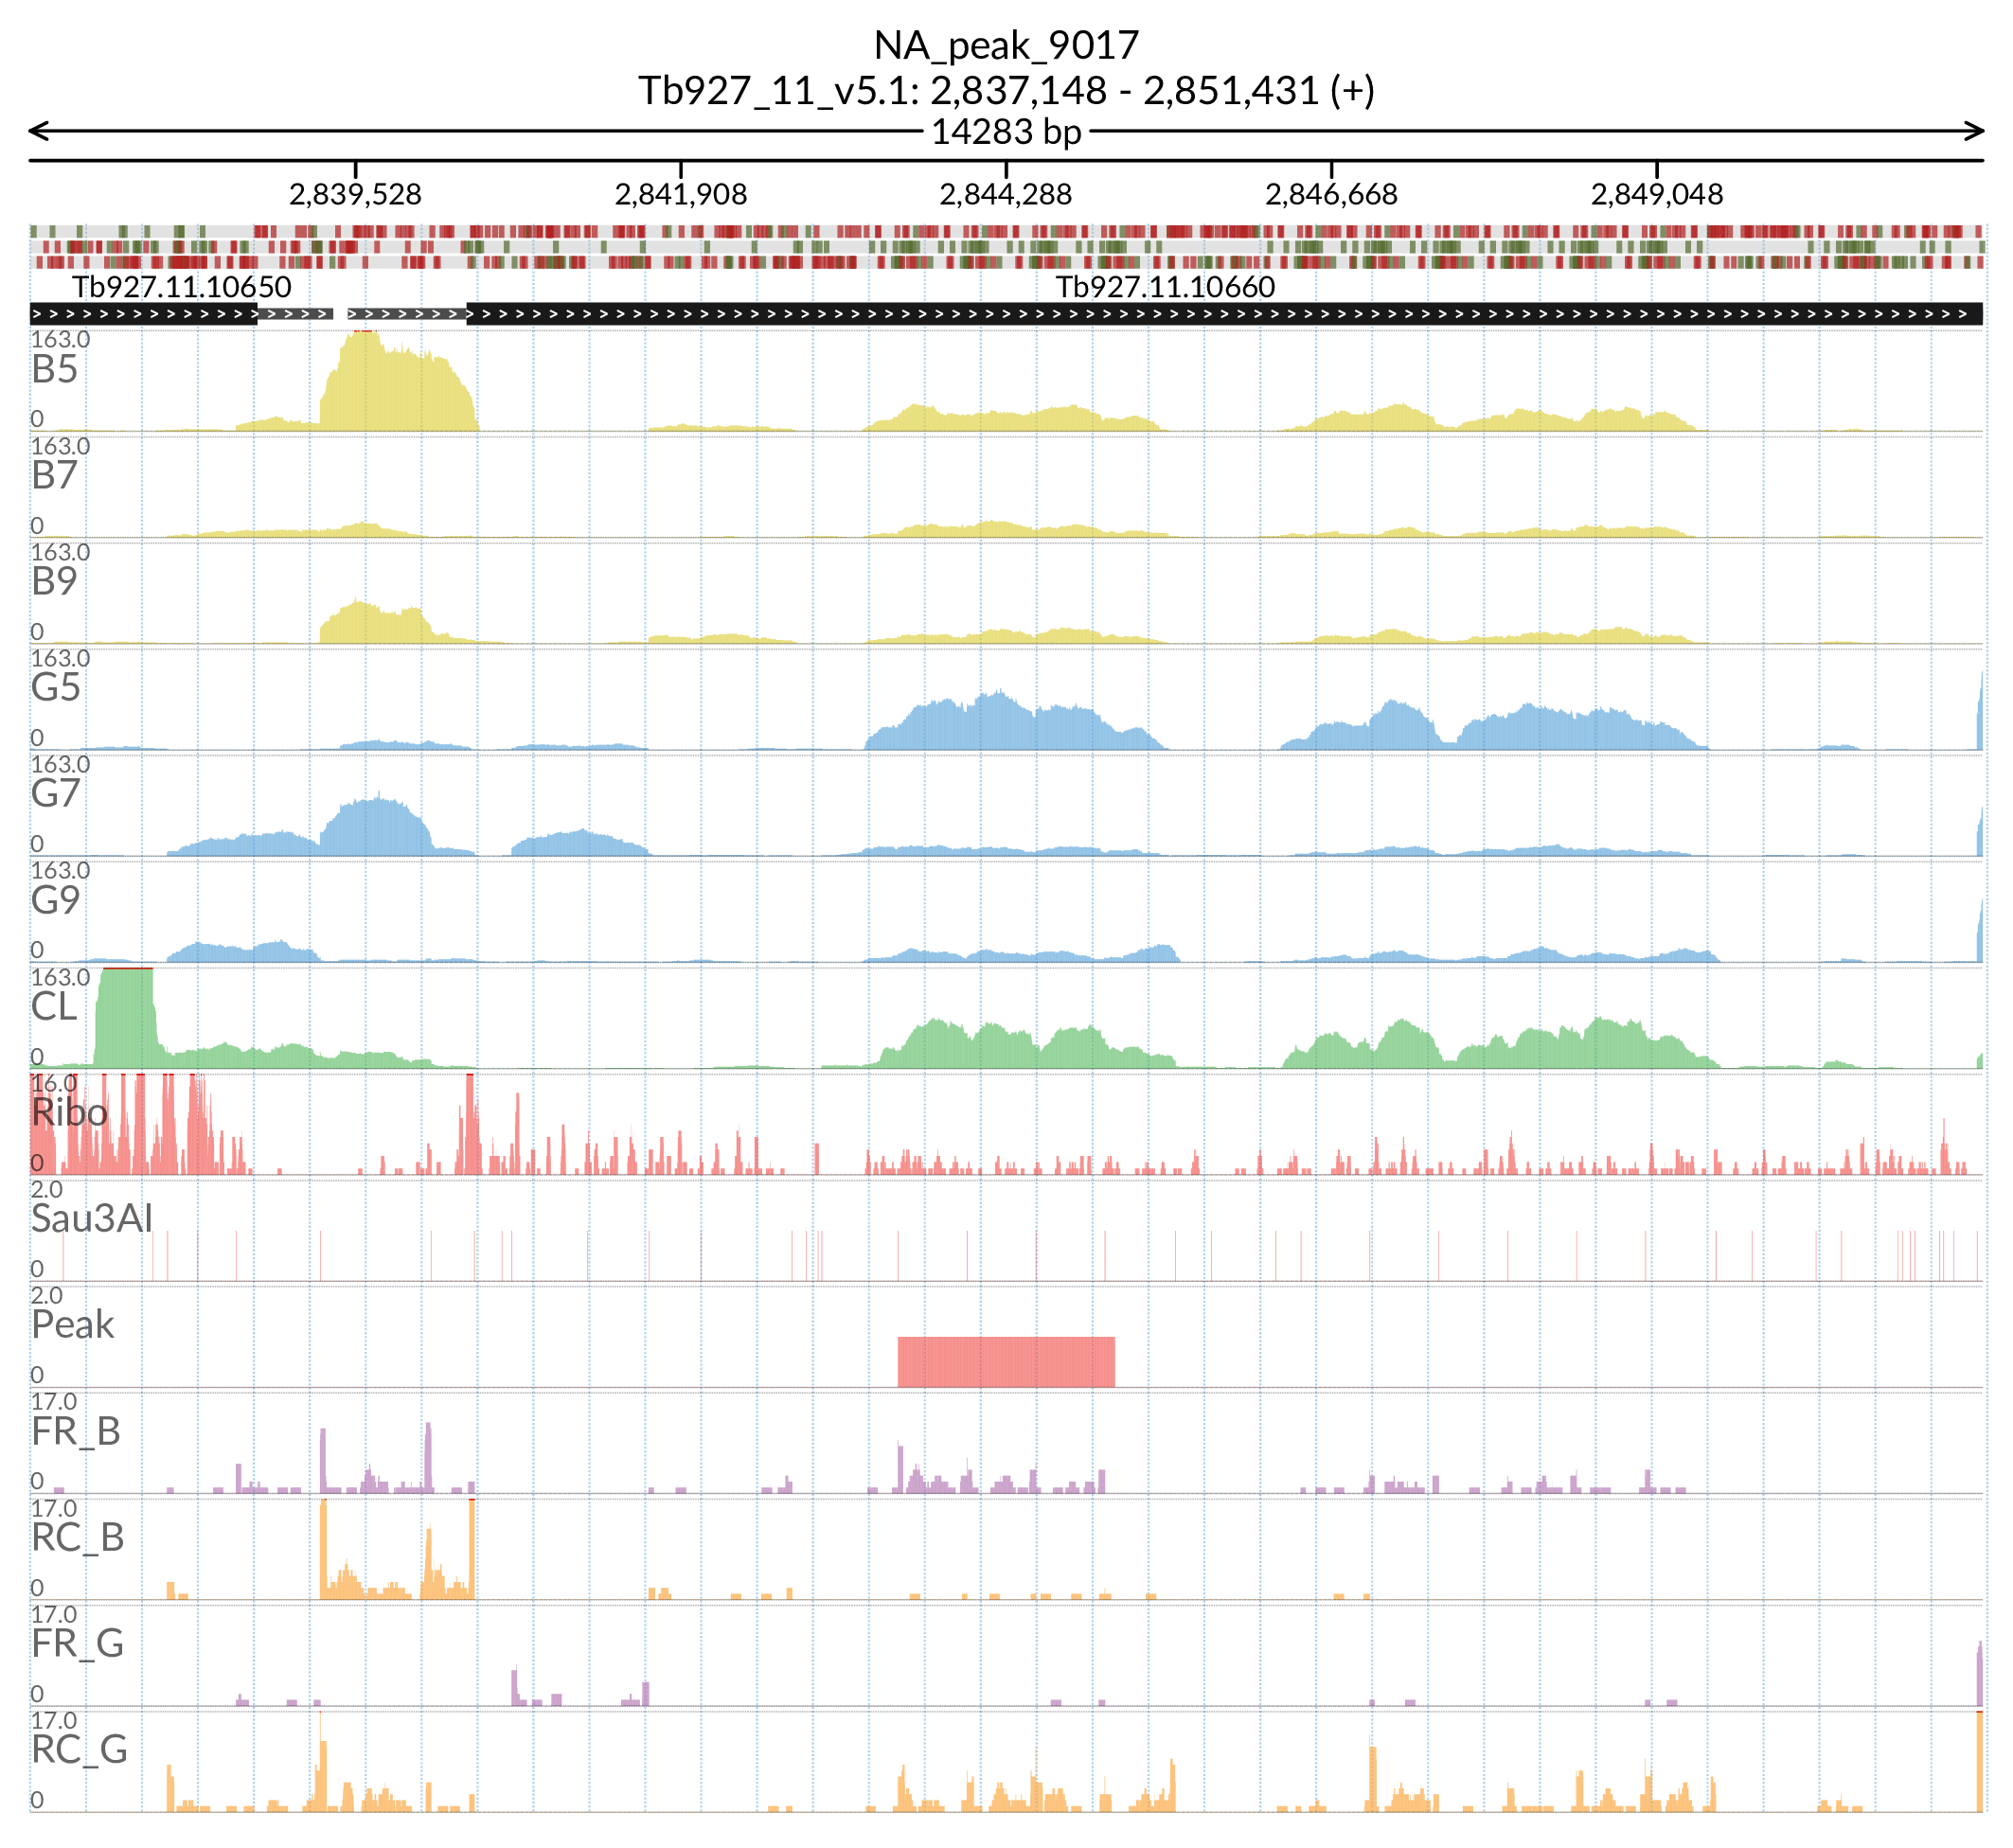 NA_peak_9017
Tb927_11_v5.1: 2,837,148 - 2,851,431 (+)
14283 bp
2,839,528 2,841,908 2,844,288 2,846,668 2,849,048
Tb927.11.10650 Tb927.11.10660
163.0
B5
0
163.0
B7
0
163.0
B9
0
163.0
G5
0
163.0
G7
0
163.0
G9
0
163.0
CL
0
16.0
Ribo
0
2.0
Sau3AI
0
2.0
Peak
0
17.0
FR_B
0
17.0
RC_B
0
17.0
FR_G
0
17.0
RC_G
0